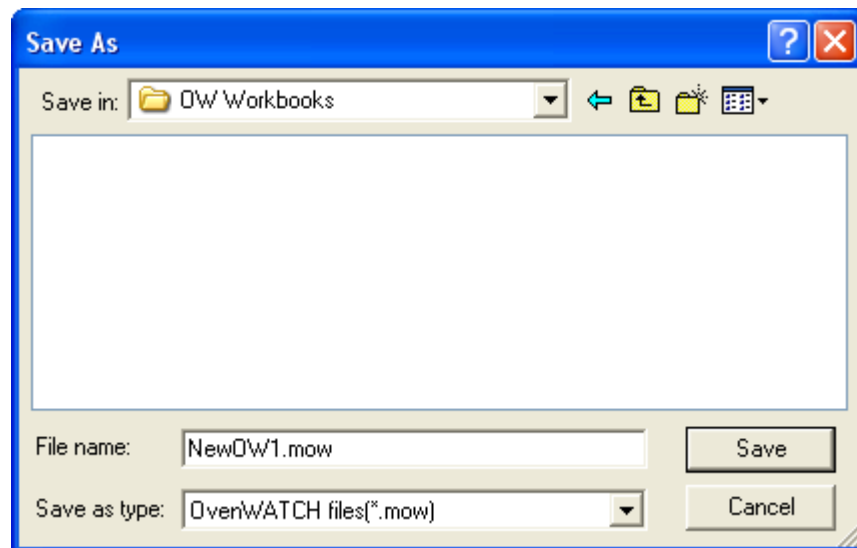 Save As
Save in: OW Workbooks
File name: NewOW1.mow
Save
Save as type: OvenWATCH files(*.mow)
Cancel